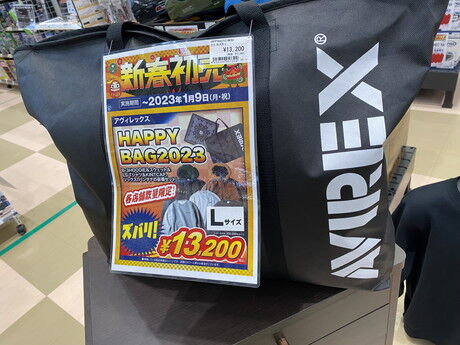 ¥13,200
新春初売
実施期間
~2023年1月9日(月・祝)
アヴィレックス
HAPPY
BAG2023
各店舗数量限定!
ズバリ!
Lサイズ
¥13,200
AVIREX®